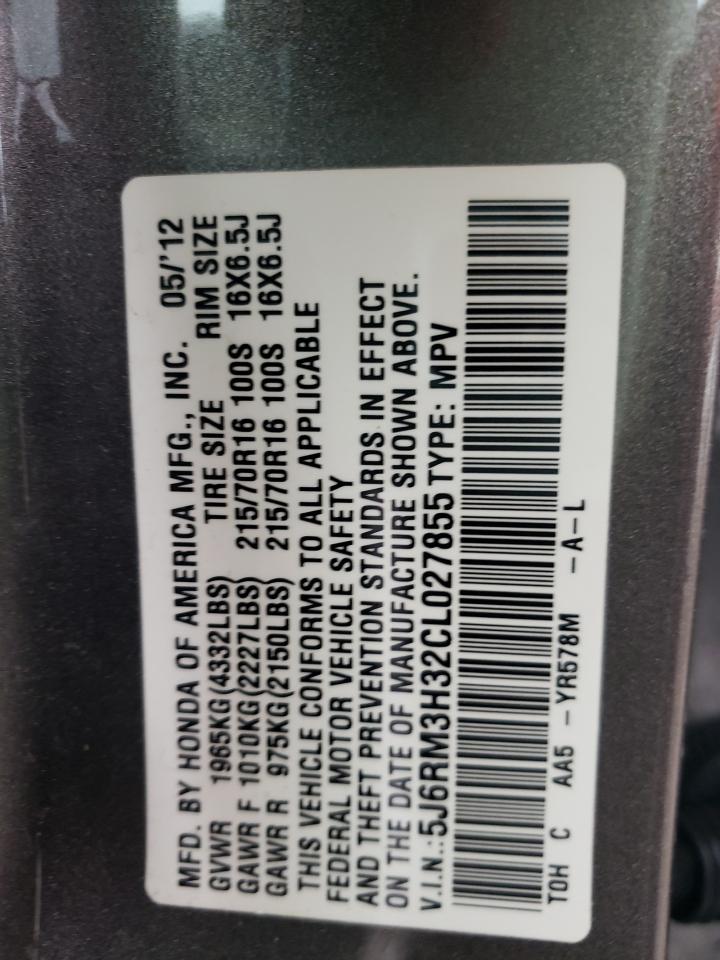 MFD. BY HONDA OF AMERICA MFG., INC. 05/'12
GVWR 1965KG(4332LBS) TIRE SIZE RIM SIZE
GAWR F 1010KG(2227LBS) 215/70R16 100S 16X6.5J
GAWR R 975KG(2150LBS) 215/70R16 100S 16X6.5J
THIS VEHICLE CONFORMS TO ALL APPLICABLE
FEDERAL MOTOR VEHICLE SAFETY
AND THEFT PREVENTION STANDARDS IN EFFECT
ON THE DATE OF MANUFACTURE SHOWN ABOVE.
V.I.N.:5J6RM3H32CL027855 TYPE: MPV
TOH C AA5 -YR578M -A-L